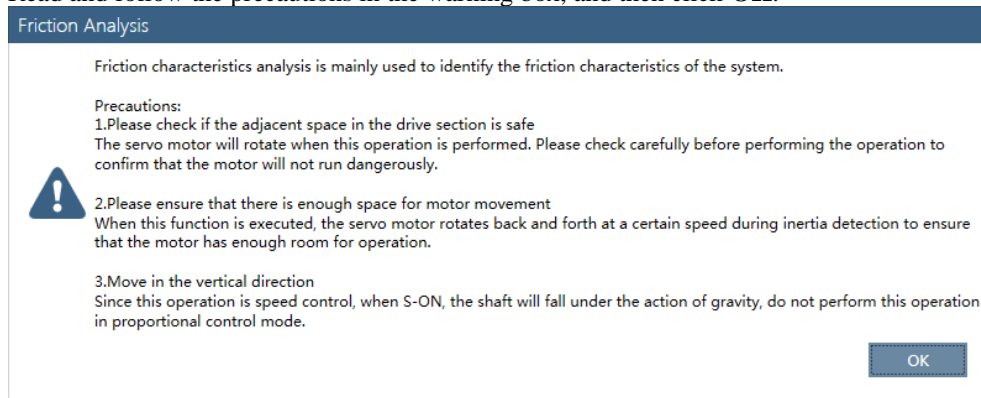 Friction Analysis
Friction characteristics analysis is mainly used to identify the friction characteristics of the system.
Precautions:
1.Please check if the adjacent space in the drive section is safe
The servo motor will rotate when this operation is performed. Please check carefully before performing the operation to
confirm that the motor will not run dangerously.
2.Please ensure that there is enough space for motor movement
When this function is executed, the servo motor rotates back and forth at a certain speed during inertia detection to ensure
that the motor has enough room for operation.
3.Move in the vertical direction
Since this operation is speed control, when S-ON, the shaft will fall under the action of gravity, do not perform this operation
in proportional control mode.
OK